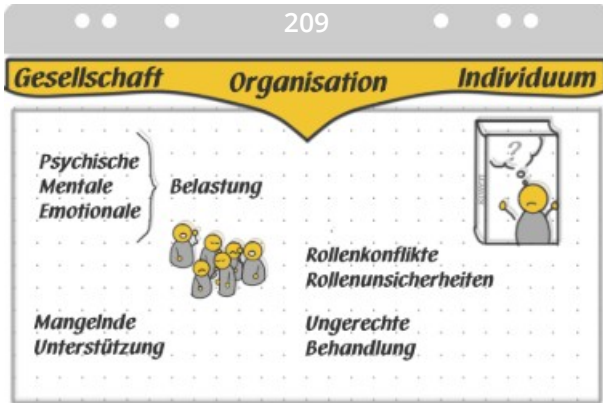 209
Gesellschaft Organisation Individuum
Psychische
Mentale
Emotionale
Belastung
?
Rollenkonflikte
Rollenunsicherheiten
Mangelnde
Unterstützung
Ungerechte
Behandlung